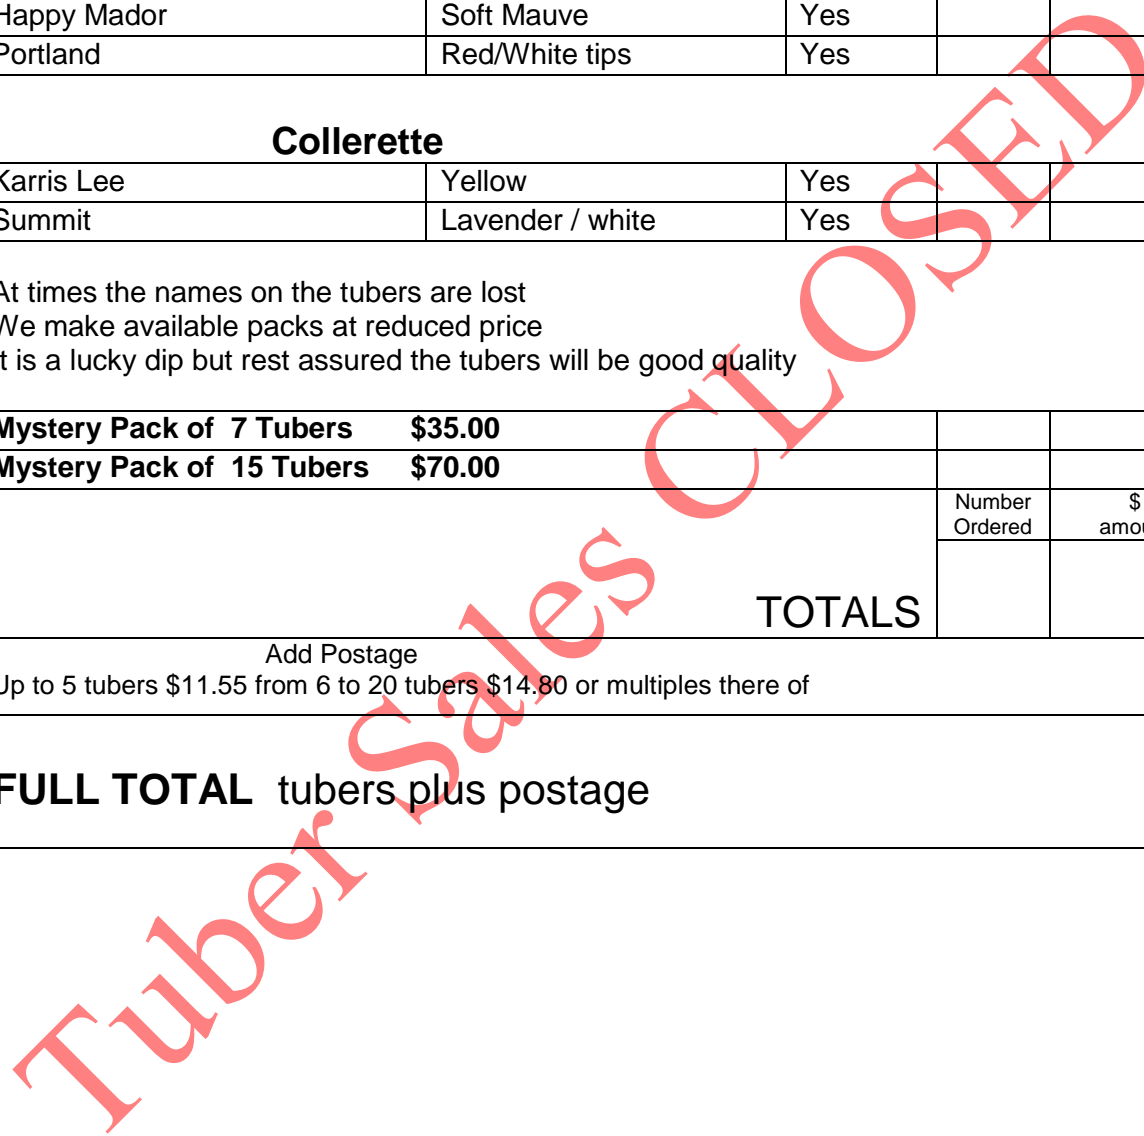 Happy Mador Soft Mauve Yes
Portland Red/White tips Yes
Collerette
Karris Lee Yellow Yes
Summit Lavender / white Yes
At times the names on the tubers are lost
We make available packs at reduced price
it is a lucky dip but rest assured the tubers will be good quality
Mystery Pack of 7 Tubers $35.00
Mystery Pack of 15 Tubers $70.00
Number $
Ordered amou
TOTALS
Add Postage
Up to 5 tubers $11.55 from 6 to 20 tubers $14.80 or multiples there of
FULL TOTAL tubers plus postage
Tuber Sales CLOSED